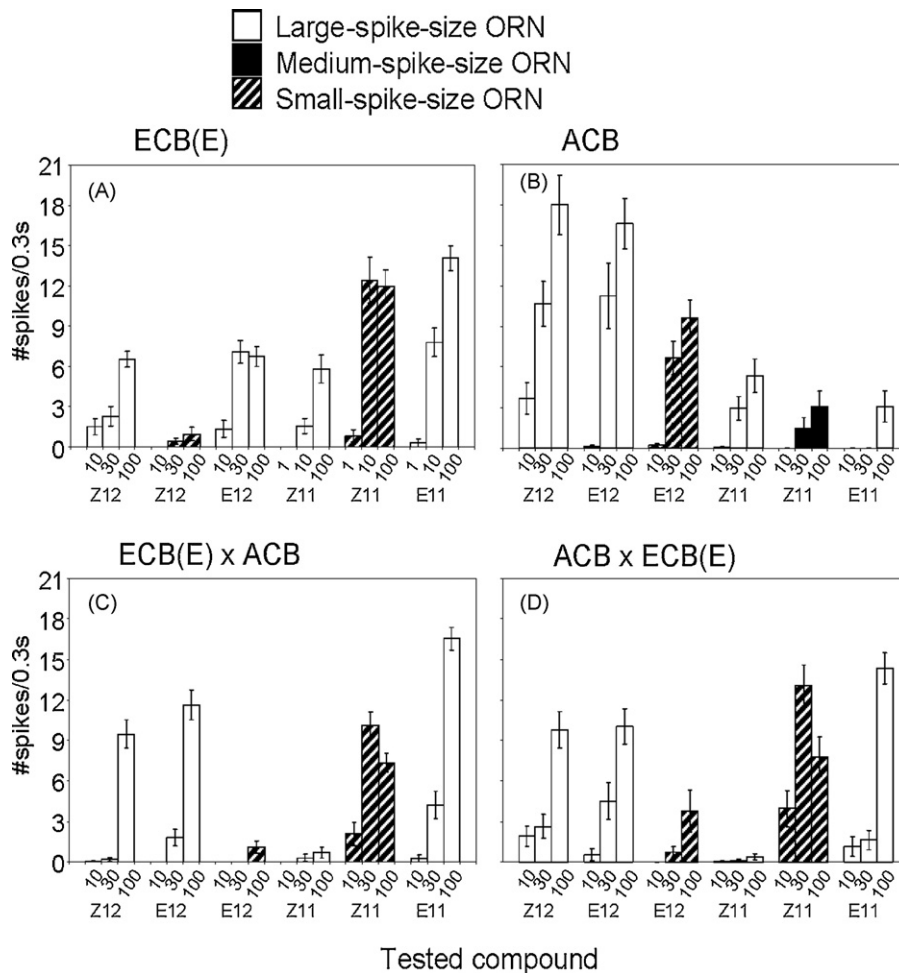 Large-spike-size ORN
Medium-spike-size ORN
Small-spike-size ORN
ECB(E) ACB
#spikes/0.3s
21
18
15
12
9
6
3
0
(A)
(B)
10 30 100 10 30 100 10 30 100 1 10 100 1 10 100 1 10 100
Z12 Z12 E12 Z11 Z11 E11
10 30 100 10 30 100 10 30 100 10 30 100 10 30 100 10 30 100
Z12 E12 E12 Z11 Z11 E11
ECB(E) x ACB ACB x ECB(E)
#spikes/0.3s
21
18
15
12
9
6
3
0
(C)
(D)
10 30 100 10 30 100 10 30 100 10 30 100 10 30 100 10 30 100
Z12 E12 E12 Z11 Z11 E11
10 30 100 10 30 100 10 30 100 10 30 100 10 30 100 10 30 100
Z12 E12 E12 Z11 Z11 E11
Tested compound